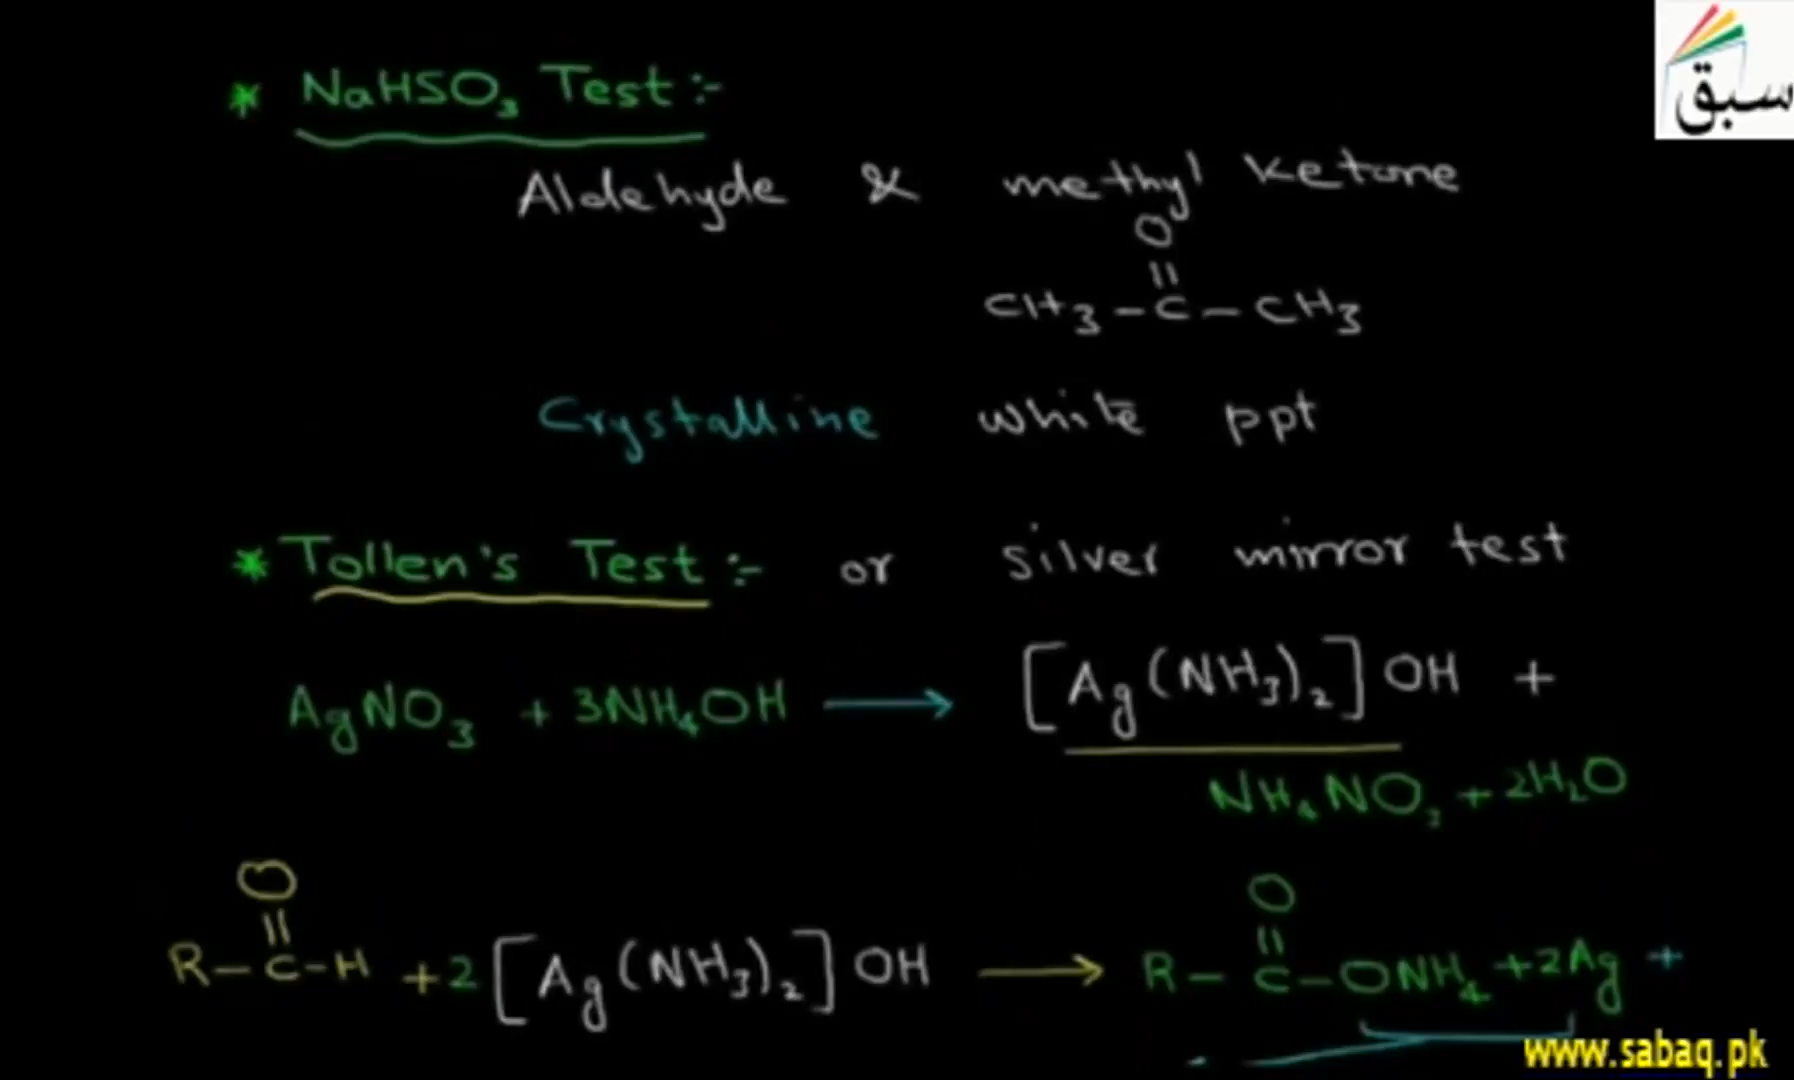 سبق
* NaHSO₃ Test :-
Aldehyde & methyl ketone
O
||
CH₃ - C - CH₃
Crystalline white ppt
* Tollen's Test :- or silver mirror test
AgNO₃ + 3NH₄OH → [Ag(NH₃)₂]OH +
NH₄NO₃ + 2H₂O
O O
|| ||
R - C - H + 2[Ag(NH₃)₂]OH → R - C - ONH₄ + 2Ag +
www.sabaq.pk